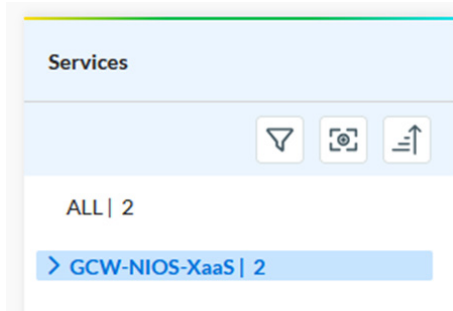 Services
ALL | 2
GCW-NIOS-XaaS | 2